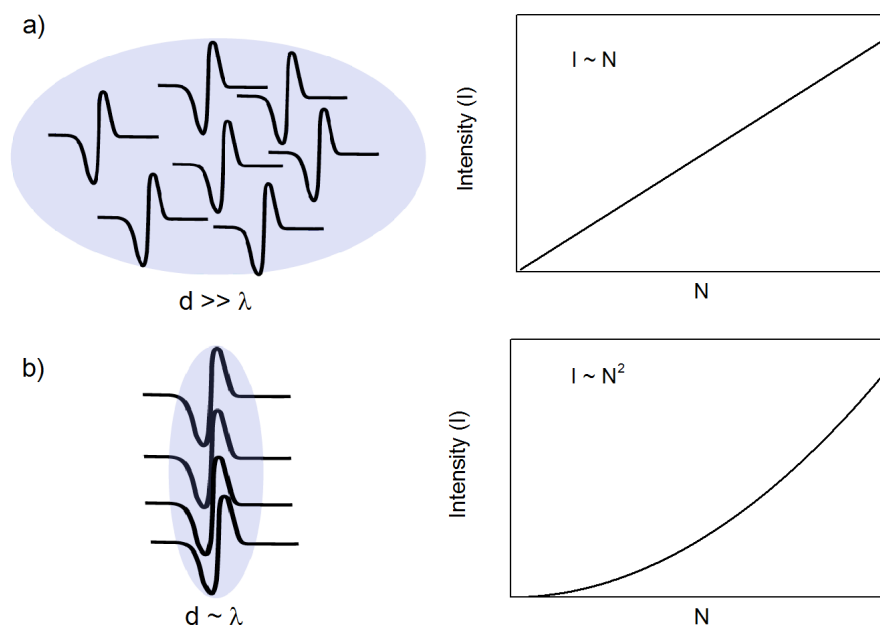 a)
I ~ N
Intensity (I)
N
d >> λ
b)
I ~ N²
Intensity (I)
N
d ~ λ